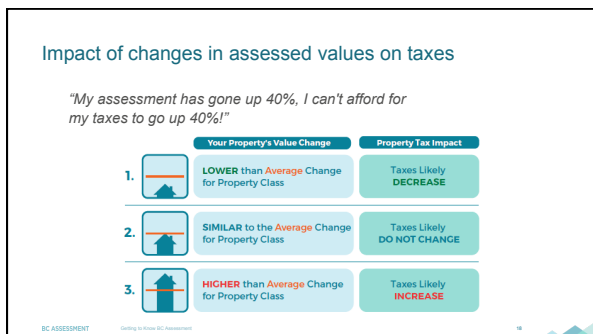 Impact of changes in assessed values on taxes
"My assessment has gone up 40%, I can't afford for
my taxes to go up 40%!"
Your Property's Value Change
Property Tax Impact
1.
LOWER than Average Change
for Property Class
Taxes Likely
DECREASE
2.
SIMILAR to the Average Change
for Property Class
Taxes Likely
DO NOT CHANGE
3.
HIGHER than Average Change
for Property Class
Taxes Likely
INCREASE
BC ASSESSMENT
Getting to Know BC Assessment
18